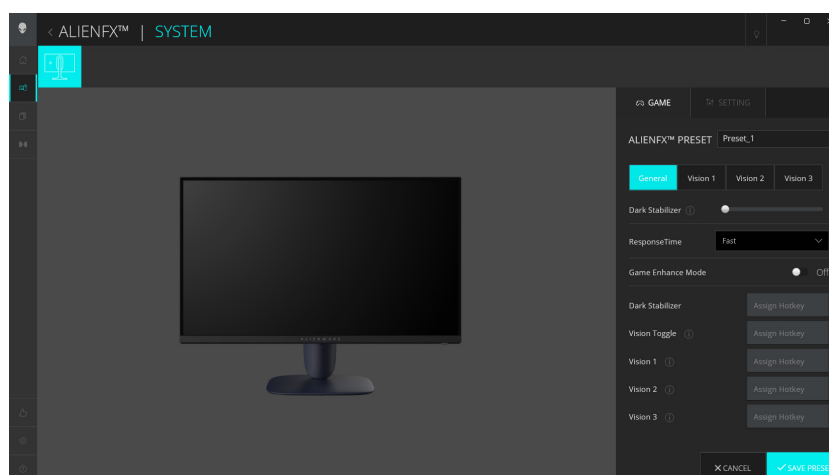 < ALIENFX™ | SYSTEM
GAME
SETTING
ALIENFX™ PRESET Preset_1
General Vision 1 Vision 2 Vision 3
Dark Stabilizer
ResponseTime Fast
Game Enhance Mode Off
Dark Stabilizer Assign Hotkey
Vision Toggle Assign Hotkey
Vision 1 Assign Hotkey
Vision 2 Assign Hotkey
Vision 3 Assign Hotkey
ALIENWARE
CANCEL SAVE PRESE